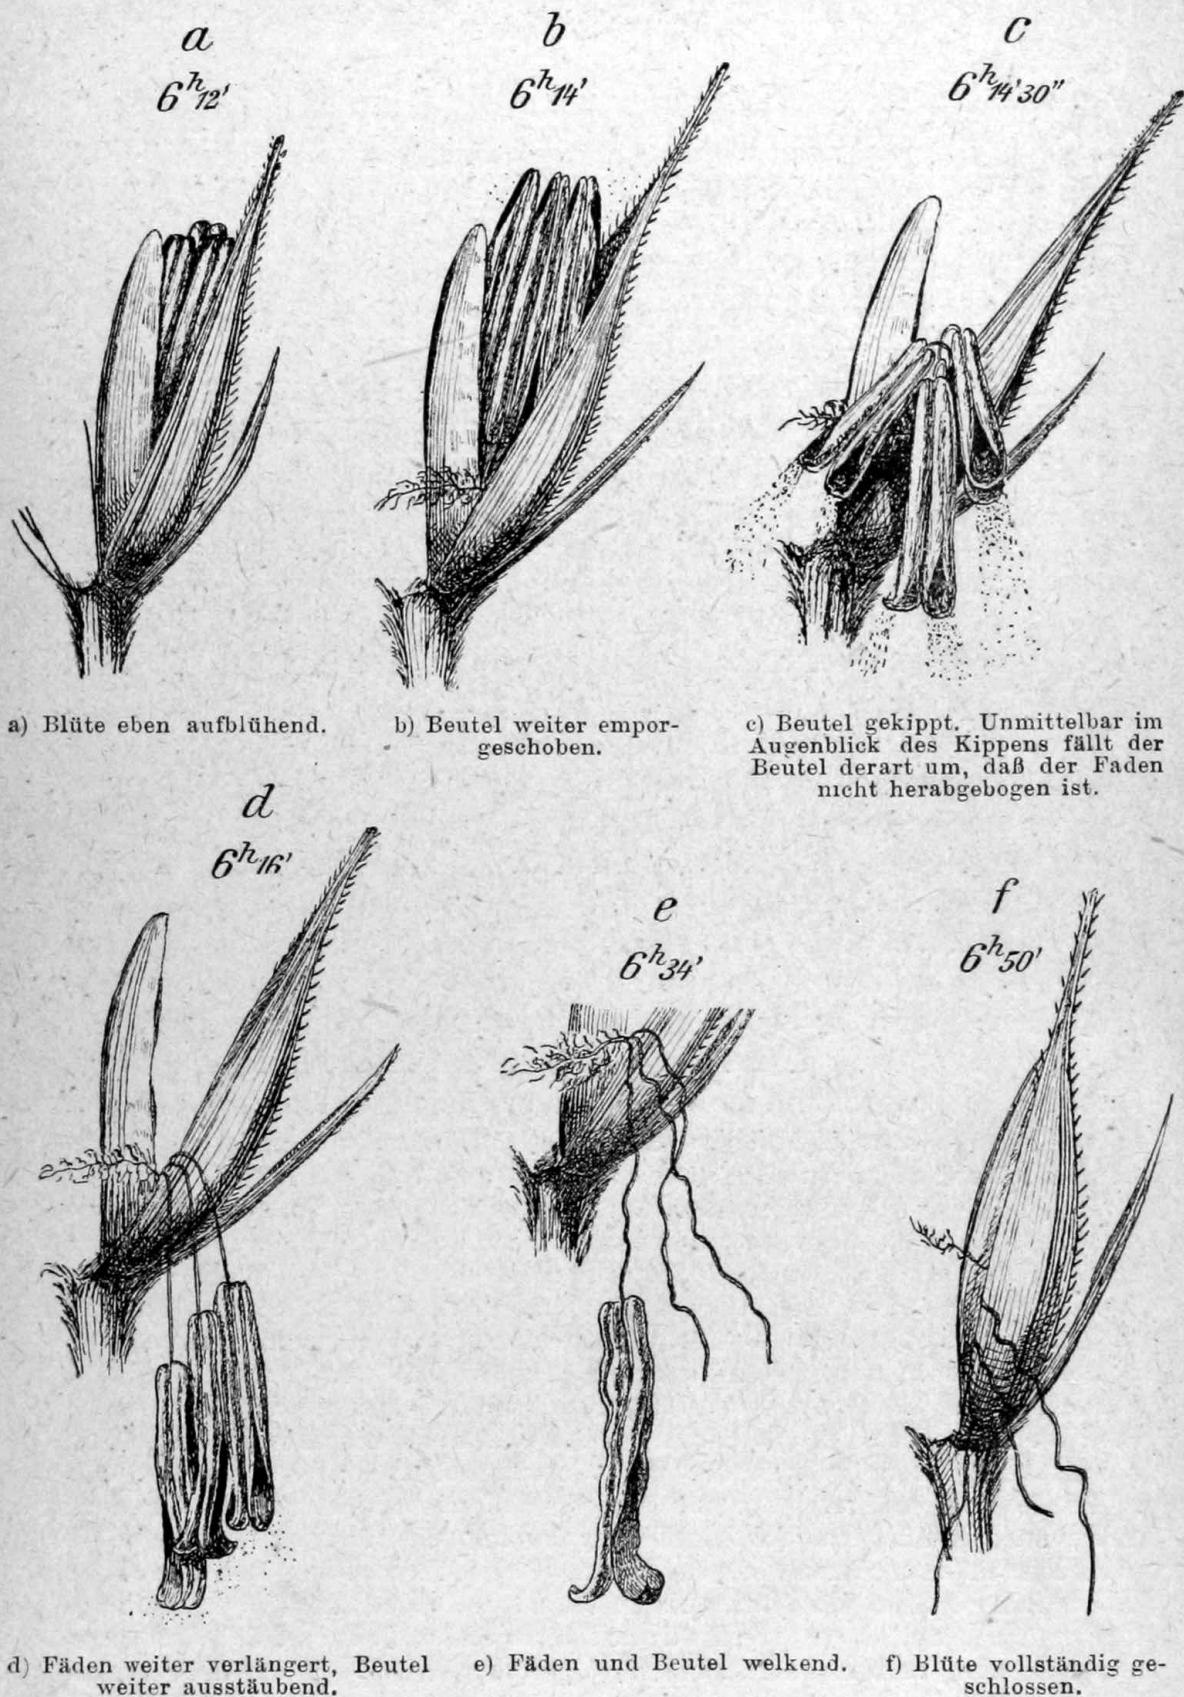 a
6h12'
b
6h14'
c
6h14'30"
a) Blüte eben aufblühend.
b) Beutel weiter empor-
geschoben.
c) Beutel gekippt. Unmittelbar im
Augenblick des Kippens fällt der
Beutel derart um, daß der Faden
nicht herabgebogen ist.
d
6h16'
e
6h34'
f
6h50'
d) Fäden weiter verlängert, Beutel
weiter ausstäubend.
e) Fäden und Beutel welkend.
f) Blüte vollständig ge-
schlossen.